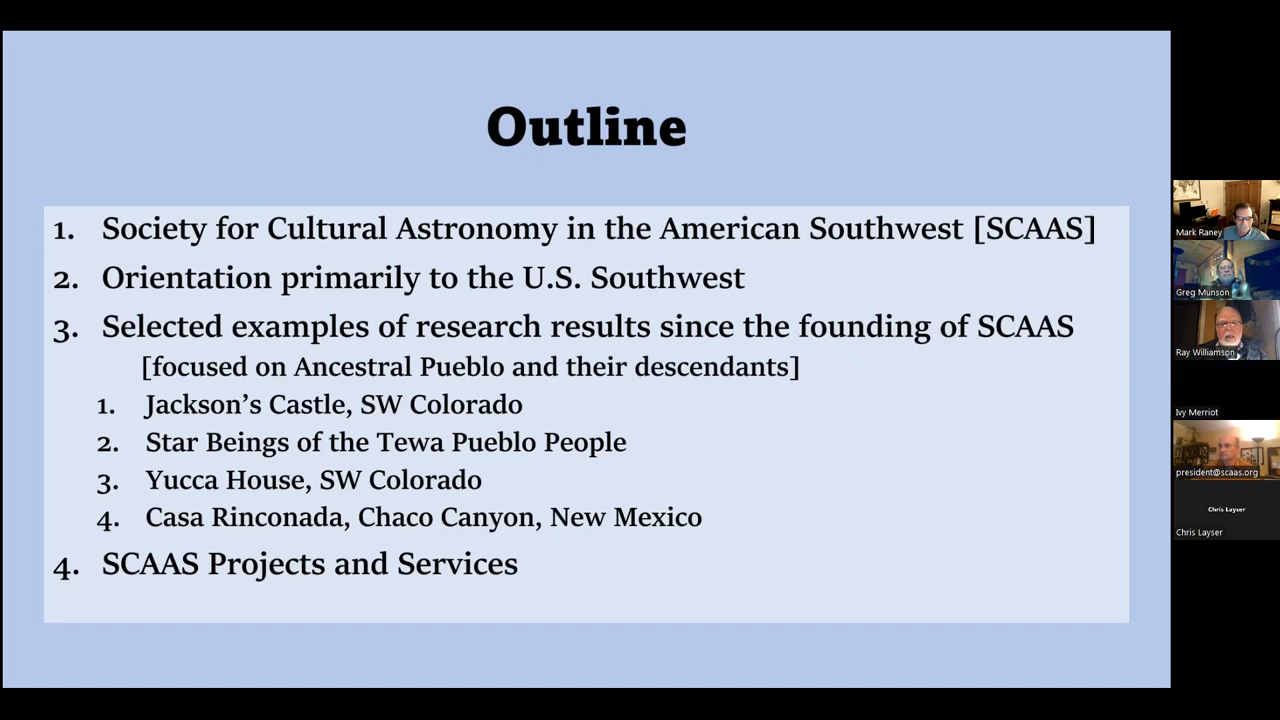 Outline
1. Society for Cultural Astronomy in the American Southwest [SCAAS]
2. Orientation primarily to the U.S. Southwest
3. Selected examples of research results since the founding of SCAAS
[focused on Ancestral Pueblo and their descendants]
1. Jackson’s Castle, SW Colorado
2. Star Beings of the Tewa Pueblo People
3. Yucca House, SW Colorado
4. Casa Rinconada, Chaco Canyon, New Mexico
4. SCAAS Projects and Services
Mark Raney
Greg Munson
Ray Williamson
Ivy Merriot
president@scaas.org
Chris Layser
Chris Layser